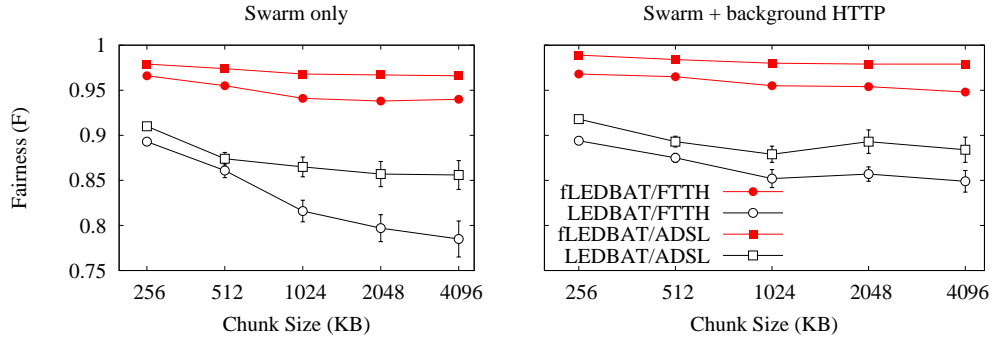 Swarm only
Swarm + background HTTP
Fairness (F)
1
0.95
0.9
0.85
0.8
0.75
256 512 1024 2048 4096
Chunk Size (KB)
fLEDBAT/FTTH
LEDBAT/FTTH
fLEDBAT/ADSL
LEDBAT/ADSL
256 512 1024 2048 4096
Chunk Size (KB)